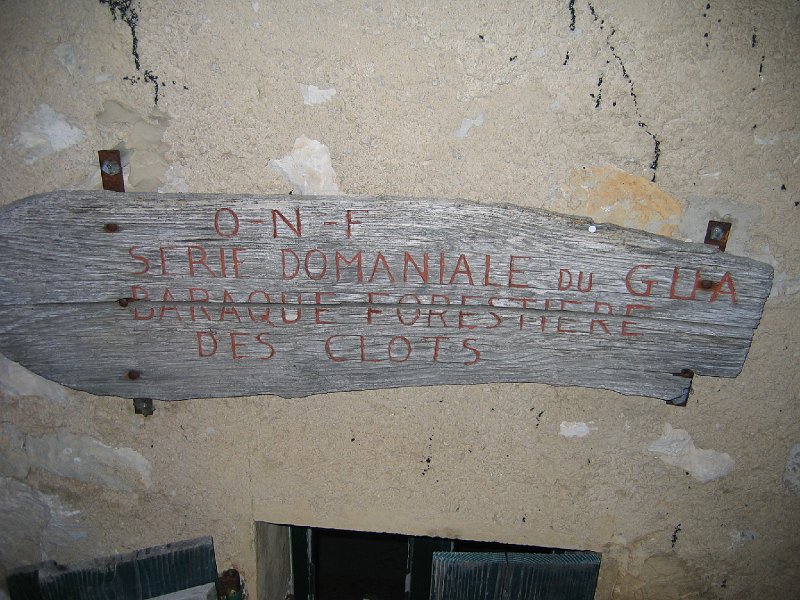 O-N-F
SERIE DOMANIALE DU GUA
BARAQUE FORESTIERE
DES CLOTS